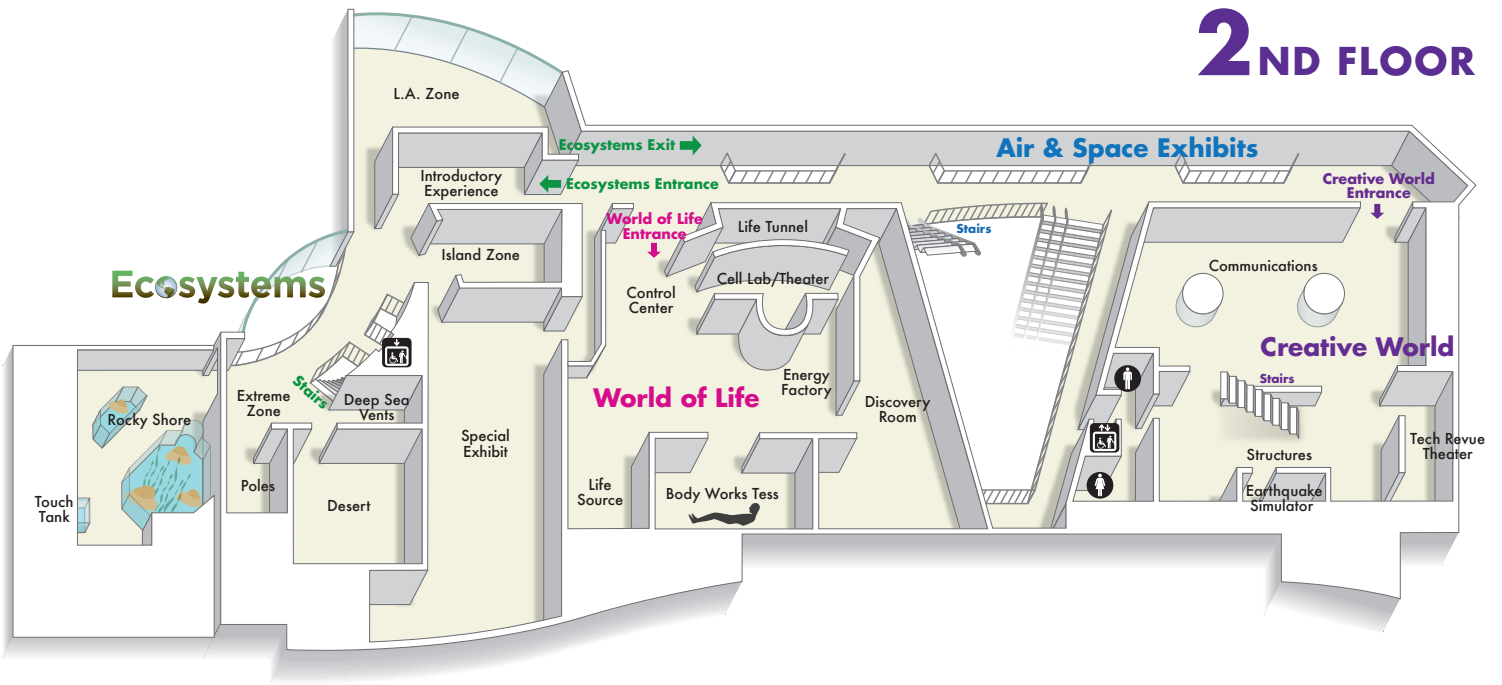 2ND FLOOR
L.A. Zone
Ecosystems Exit
Air & Space Exhibits
Introductory
Experience
Ecosystems Entrance
Creative World
Entrance
World of Life
Entrance
Life Tunnel
Stairs
Island Zone
Communications
Ecosystems
Cell Lab/Theater
Control
Center
Creative World
Stairs
Stairs
Energy
Factory
World of Life
Extreme
Zone
Deep Sea
Vents
Discovery
Room
Rocky Shore
Special
Exhibit
Tech Revue
Theater
Structures
Poles
Life
Source
Body Works Tess
Earthquake
Simulator
Touch
Tank
Desert